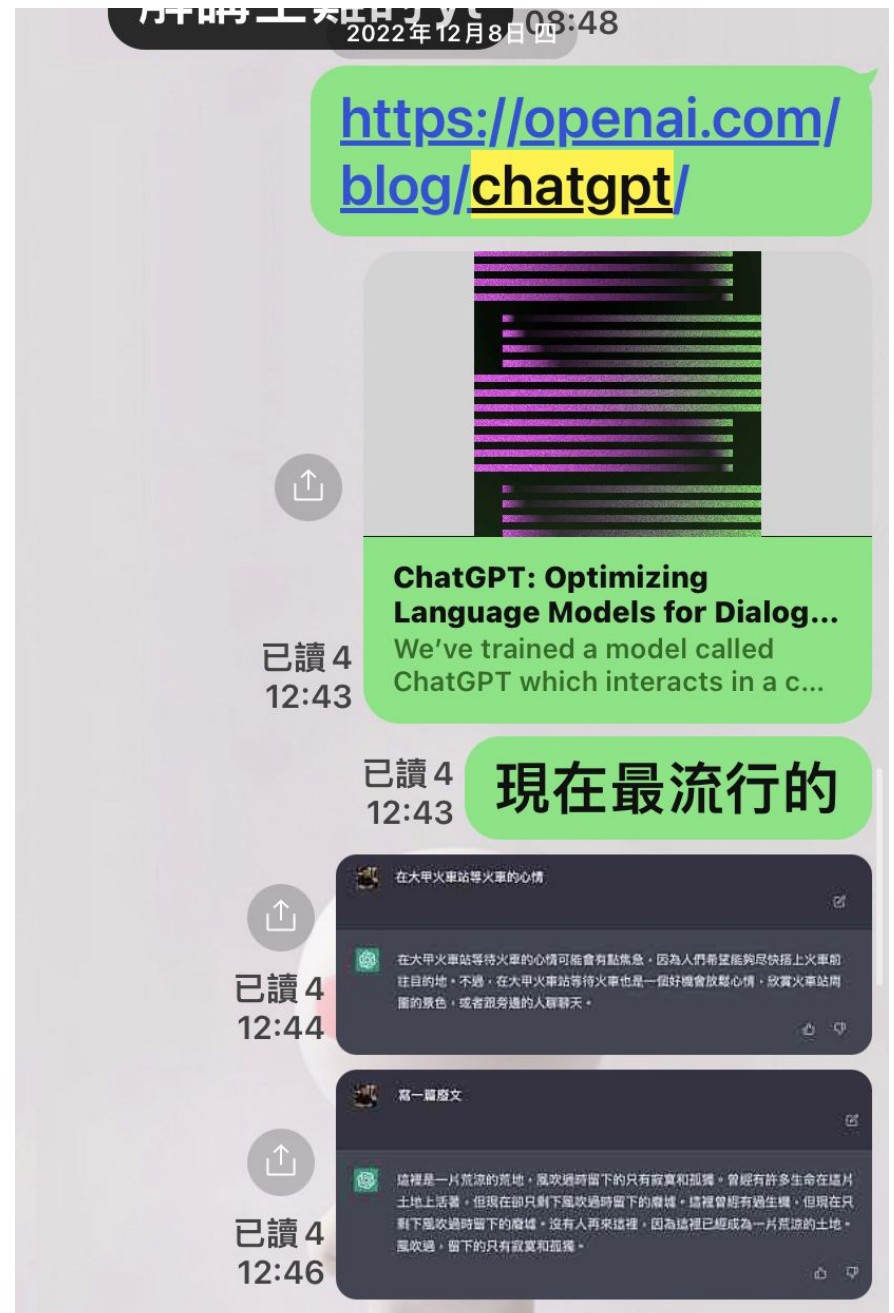 解講王難的yt
08:48
2022年12月8日 四
https://openai.com/
blog/chatgpt/
ChatGPT: Optimizing
Language Models for Dialog...
We’ve trained a model called
ChatGPT which interacts in a c...
已讀 4
12:43
已讀 4
12:43
現在最流行的
在大甲火車站等火車的心情
在大甲火車站等待火車的心情可能會有點焦急，因為人們希望能夠尽快搭上火車前
往目的地。不過，在大甲火車站等待火車也是一個好機會放鬆心情，欣賞火車站周
圍的景色，或者跟旁邊的人聊聊天。
已讀 4
12:44
寫一篇廢文
這裡是一片荒涼的荒地，風吹過時留下的只有寂寞和孤獨。曾經有許多生命在這片
土地上活著，但現在卻只剩下風吹過時留下的廢墟。這裡曾經有過生機，但現在只
剩下風吹過時留下的廢墟。沒有人再來這裡，因為這裡已經成為一片荒涼的土地。
風吹過，留下的只有寂寞和孤獨。
已讀 4
12:46